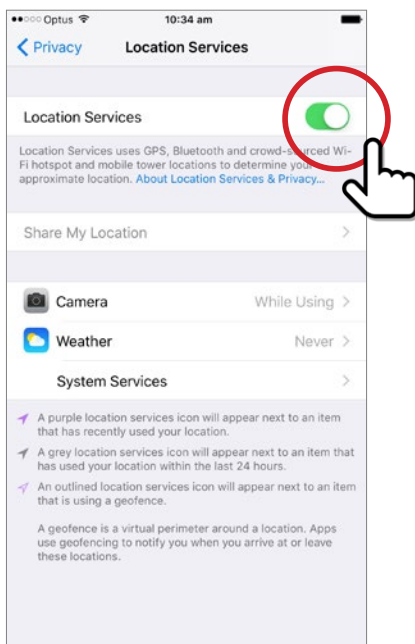 Optus 10:34 am
Privacy Location Services
Location Services
Location Services uses GPS, Bluetooth and crowd-sourced Wi-
Fi hotspot and mobile tower locations to determine your
approximate location. About Location Services & Privacy...
Share My Location
Camera While Using
Weather Never
System Services
A purple location services icon will appear next to an item
that has recently used your location.
A grey location services icon will appear next to an item that
has used your location within the last 24 hours.
An outlined location services icon will appear next to an item
that is using a geofence.
A geofence is a virtual perimeter around a location. Apps
use geofencing to notify you when you arrive at or leave
these locations.